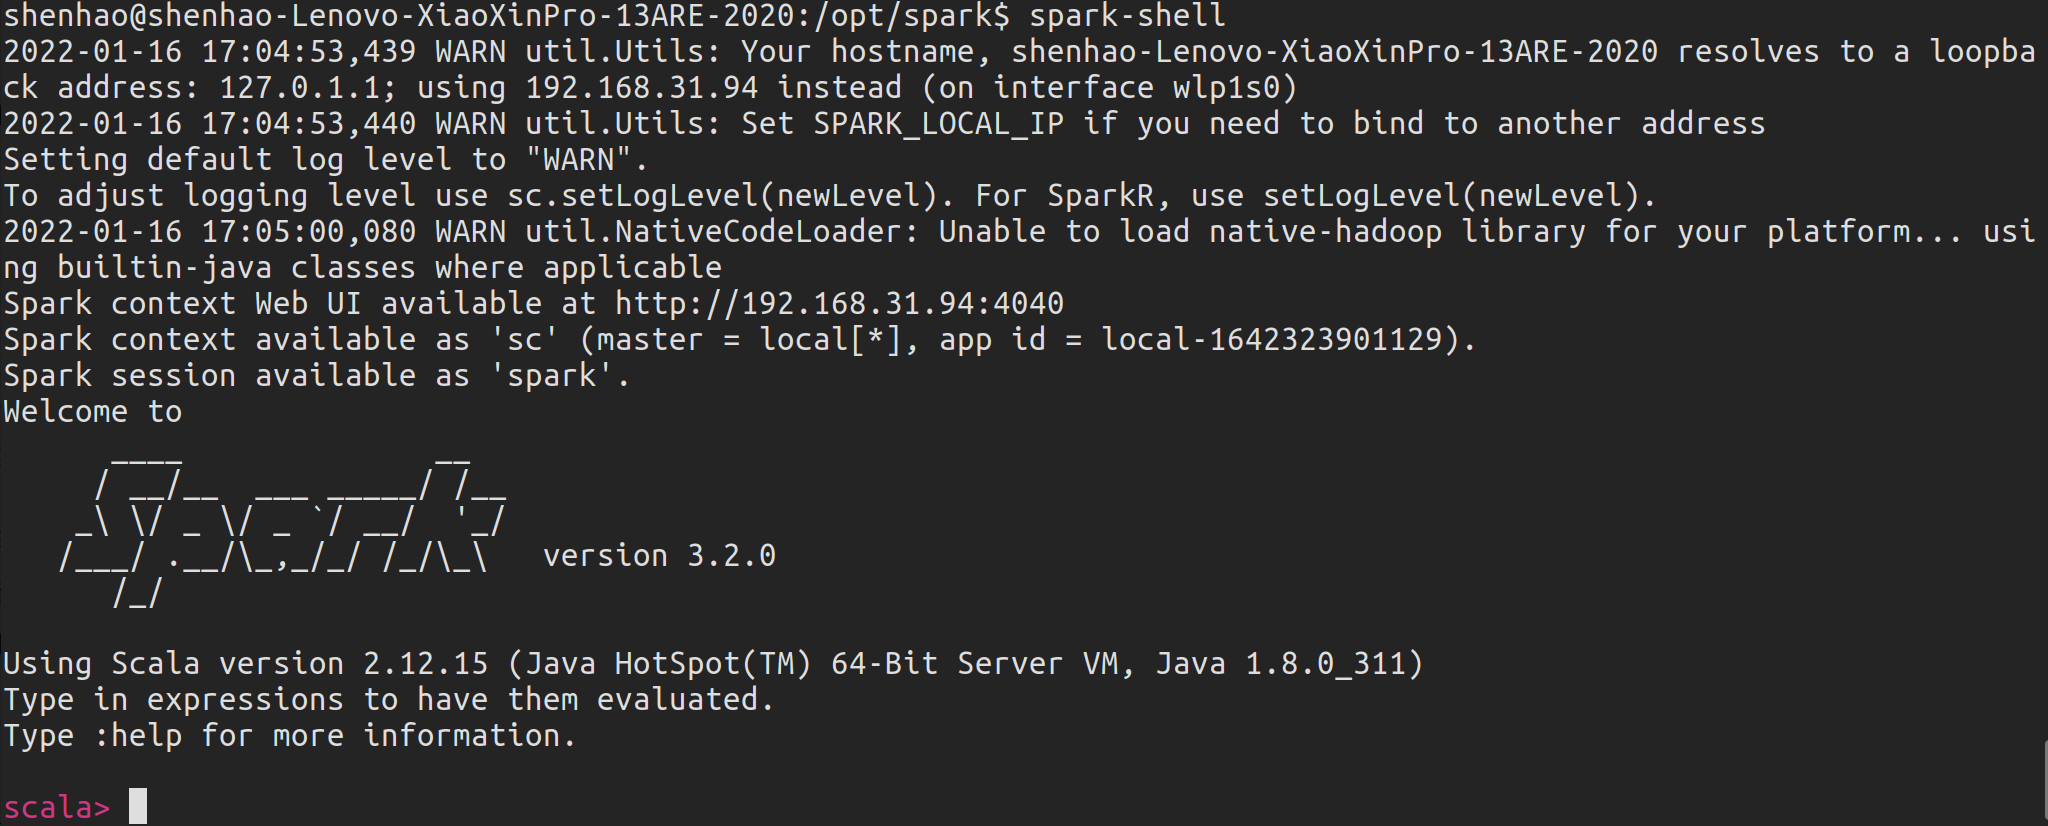 shenhao@shenhao-Lenovo-XiaoXinPro-13ARE-2020:/opt/spark$ spark-shell
2022-01-16 17:04:53,439 WARN util.Utils: Your hostname, shenhao-Lenovo-XiaoXinPro-13ARE-2020 resolves to a loopba
ck address: 127.0.1.1; using 192.168.31.94 instead (on interface wlp1s0)
2022-01-16 17:04:53,440 WARN util.Utils: Set SPARK_LOCAL_IP if you need to bind to another address
Setting default log level to "WARN".
To adjust logging level use sc.setLogLevel(newLevel). For SparkR, use setLogLevel(newLevel).
2022-01-16 17:05:00,080 WARN util.NativeCodeLoader: Unable to load native-hadoop library for your platform... usi
ng builtin-java classes where applicable
Spark context Web UI available at http://192.168.31.94:4040
Spark context available as 'sc' (master = local[*], app id = local-1642323901129).
Spark session available as 'spark'.
Welcome to
      ____              __
     / __/__  ___ _____/ /__
    _\ \/ _ \/ _ `/ __/  '_/
   /___/ .__/\_,_/_/ /_/\_\   version 3.2.0
      /_/
Using Scala version 2.12.15 (Java HotSpot(TM) 64-Bit Server VM, Java 1.8.0_311)
Type in expressions to have them evaluated.
Type :help for more information.
scala>